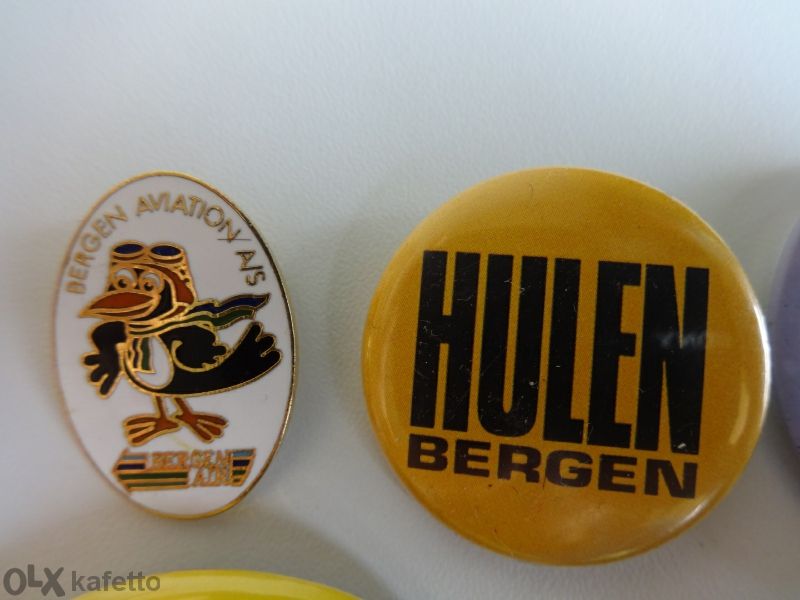 BERGEN AVIATION/A/S
BERGEN
AIR
HULEN
BERGEN
OLX kafetto